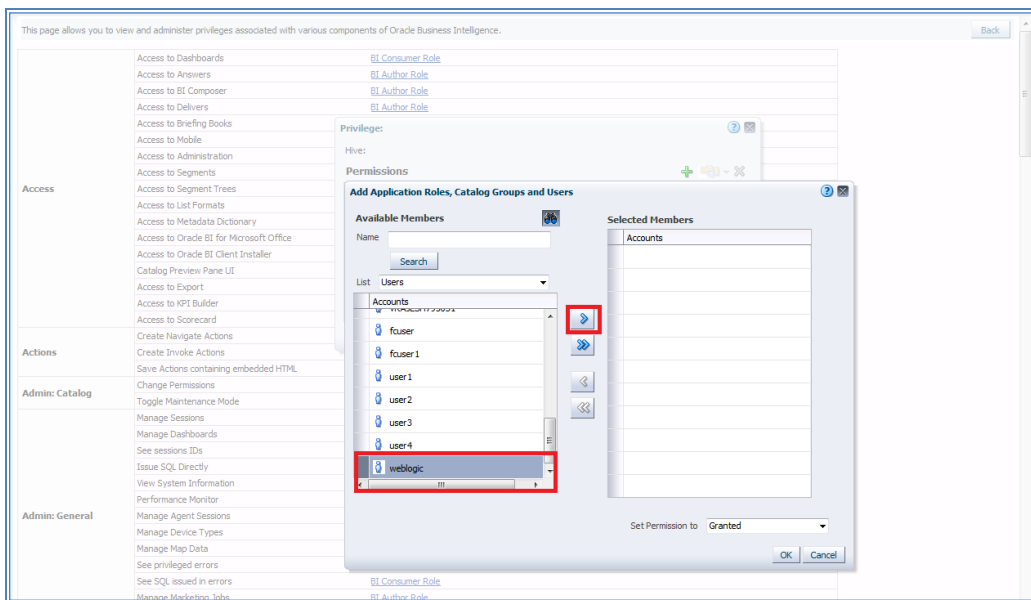 This page allows you to view and administer privileges associated with various components of Oracle Business Intelligence.
Back
Access
Access to Dashboards BI Consumer Role
Access to Answers BI Author Role
Access to BI Composer BI Author Role
Access to Delivers BI Author Role
Access to Briefing Books
Access to Mobile
Access to Administration
Access to Segments
Access to Segment Trees
Access to List Formats
Access to Metadata Dictionary
Access to Oracle BI for Microsoft Office
Access to Oracle BI Client Installer
Catalog Preview Pane UI
Access to Export
Access to KPI Builder
Access to Scorecard
Actions
Create Navigate Actions
Create Invoke Actions
Save Actions containing embedded HTML
Admin: Catalog
Change Permissions
Toggle Maintenance Mode
Admin: General
Manage Sessions
Manage Dashboards
See sessions IDs
Issue SQL Directly
View System Information
Performance Monitor
Manage Agent Sessions
Manage Device Types
Manage Map Data
See privileged errors
See SQL issued in errors BI Consumer Role
Manage Marketing Jobs BI Author Role
Privilege:
Hive:
Permissions
Add Application Roles, Catalog Groups and Users
Available Members
Name
Search
List Users
Accounts
fcuser
fcuser1
user1
user2
user3
user4
weblogic
Selected Members
Accounts
Set Permission to Granted
OK Cancel